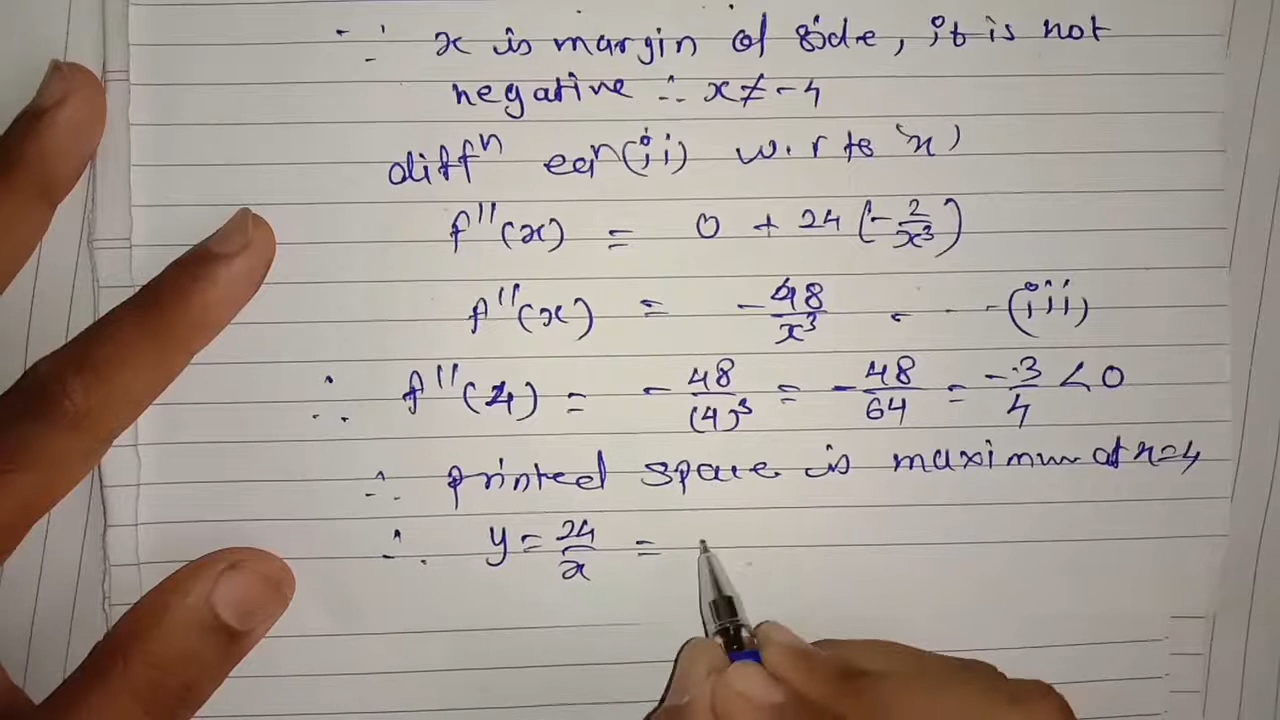 ∵ x is margin of side, it is not
negative ∴ x ≠ -4
diffⁿ eqⁿ(ii) w.r to 'x'
f''(x) = 0 + 24 (-2/x³)
f''(x) = -48/x³ . - - (iii)
∴ f''(4) = -48/(4)³ = -48/64 = -3/4 < 0
∴ printed space is maximum at x=4
∴ y = 24/x =